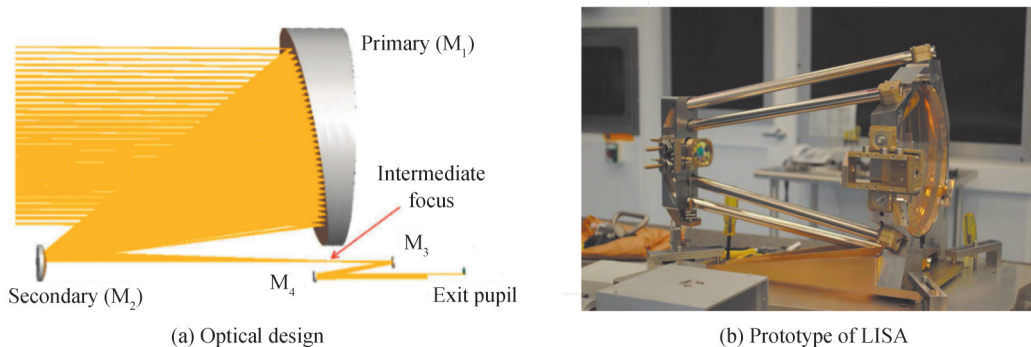 Primary (M₁)
Intermediate
focus
M₃
M₄
Secondary (M₂)
Exit pupil
(a) Optical design
(b) Prototype of LISA